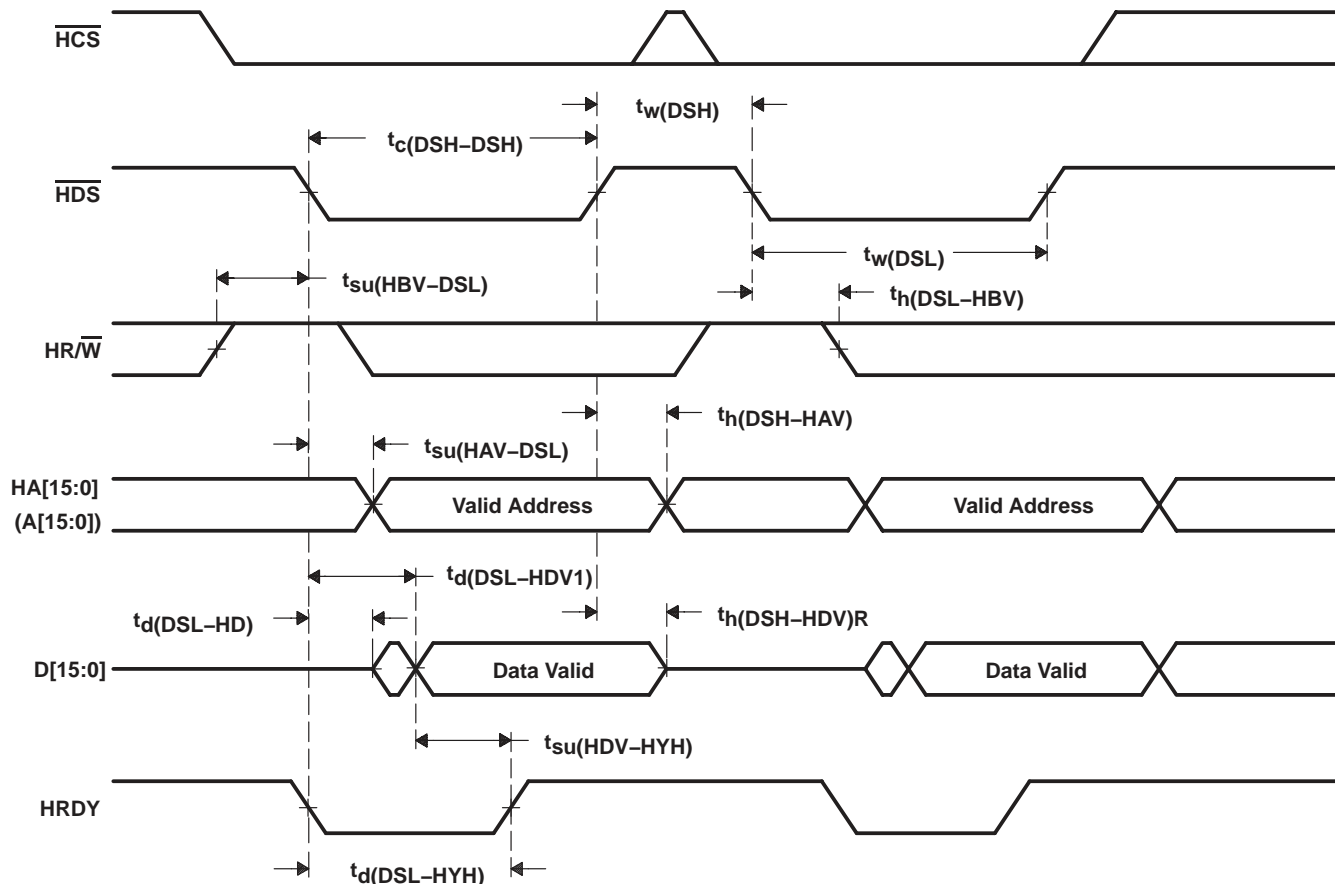 HCS
tw(DSH)
tc(DSH–DSH)
HDS
tw(DSL)
tsu(HBV–DSL)
th(DSL–HBV)
HR/W
th(DSH–HAV)
tsu(HAV–DSL)
HA[15:0]
(A[15:0])
Valid Address
Valid Address
td(DSL–HDV1)
td(DSL–HD)
th(DSH–HDV)R
D[15:0]
Data Valid
Data Valid
tsu(HDV–HYH)
HRDY
td(DSL–HYH)